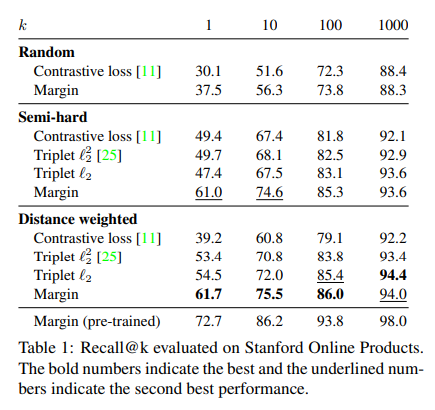 k 1 10 100 1000
Random
Contrastive loss [11] 30.1 51.6 72.3 88.4
Margin 37.5 56.3 73.8 88.3
Semi-hard
Contrastive loss [11] 49.4 67.4 81.8 92.1
Triplet ℓ₂² [25] 49.7 68.1 82.5 92.9
Triplet ℓ₂ 47.4 67.5 83.1 93.6
Margin 61.0 74.6 85.3 93.6
Distance weighted
Contrastive loss [11] 39.2 60.8 79.1 92.2
Triplet ℓ₂² [25] 53.4 70.8 83.8 93.4
Triplet ℓ₂ 54.5 72.0 85.4 94.4
Margin 61.7 75.5 86.0 94.0
Margin (pre-trained) 72.7 86.2 93.8 98.0
Table 1: Recall@k evaluated on Stanford Online Products.
The bold numbers indicate the best and the underlined num-
bers indicate the second best performance.